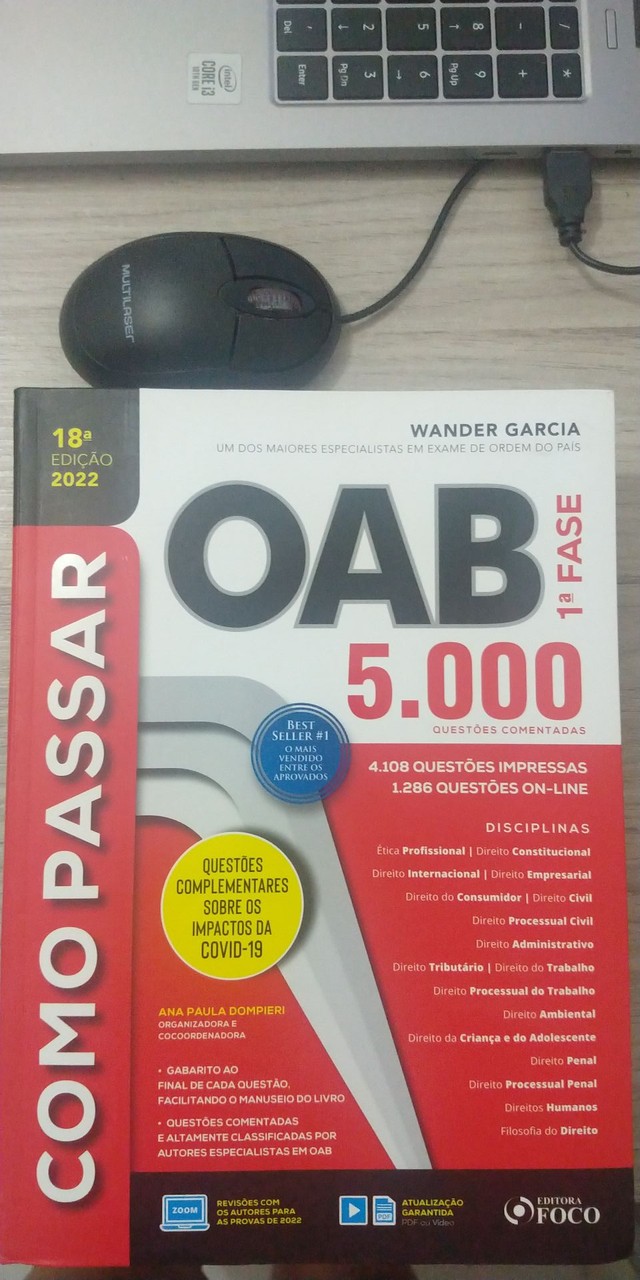 Del
,
↓
2
→
↑
8
-
/
Enter
Pg Dn
3
6
Pg Up
9
+
*
intel
CORE i3
MULTILASER
18ª
EDIÇÃO
2022
WANDER GARCIA
UM DOS MAIORES ESPECIALISTAS EM EXAME DE ORDEM DO PAÍS
COMO PASSAR
OAB
1ª FASE
5.000
QUESTÕES COMENTADAS
BEST
SELLER #1
O MAIS
VENDIDO
ENTRE OS
APROVADOS
4.108 QUESTÕES IMPRESSAS
1.286 QUESTÕES ON-LINE
QUESTÕES
COMPLEMENTARES
SOBRE OS
IMPACTOS DA
COVID-19
DISCIPLINAS
Ética Profissional | Direito Constitucional
Direito Internacional | Direito Empresarial
Direito do Consumidor | Direito Civil
Direito Processual Civil
Direito Administrativo
Direito Tributário | Direito do Trabalho
Direito Processual do Trabalho
Direito Ambiental
Direito da Criança e do Adolescente
Direito Penal
Direito Processual Penal
Direitos Humanos
Filosofia do Direito
ANA PAULA DOMPIERI
ORGANIZADORA E
COCOORDENADORA
• GABARITO AO
FINAL DE CADA QUESTÃO,
FACILITANDO O MANUSEIO DO LIVRO
• QUESTÕES COMENTADAS
E ALTAMENTE CLASSIFICADAS POR
AUTORES ESPECIALISTAS EM OAB
ZOOM
REVISÕES COM
OS AUTORES PARA
AS PROVAS DE 2022
PDF
ATUALIZAÇÃO
GARANTIDA
PDF ou Vídeo
EDITORA
FOCO